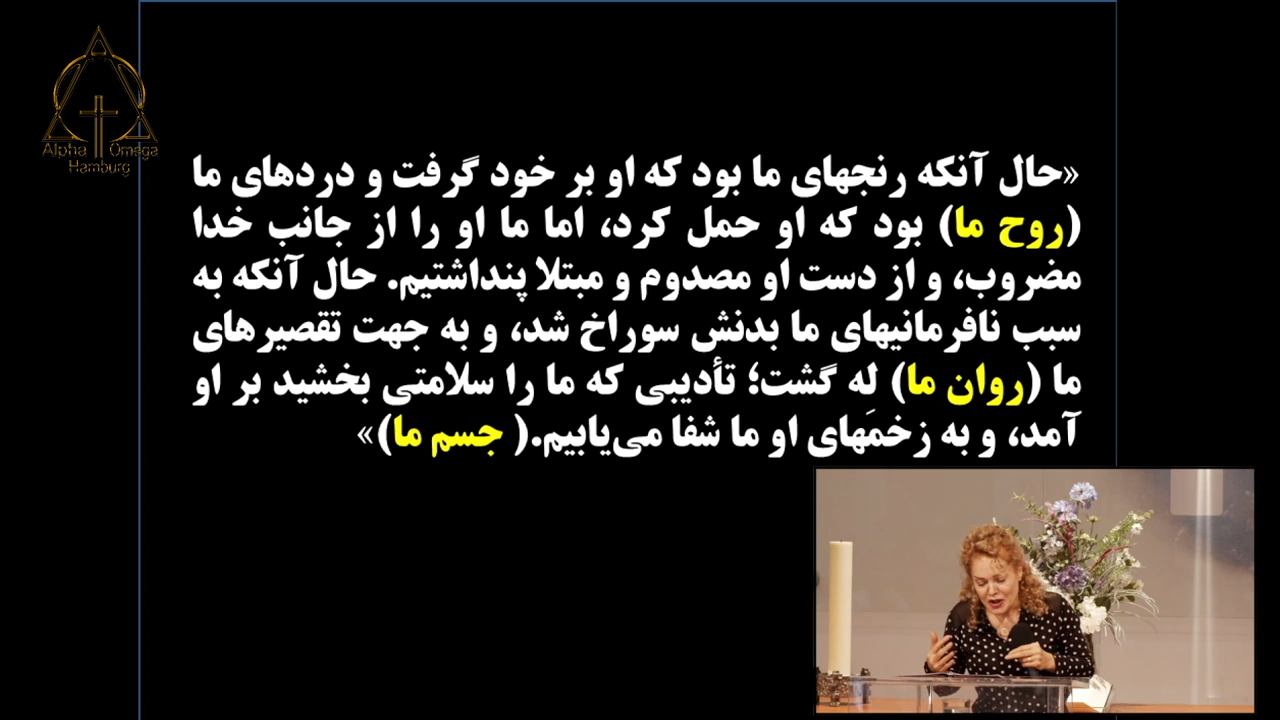 Alpha Omega
Hamburg
«حال آنکه رنجهای ما بود که او بر خود گرفت و دردهای ما
(روح ما) بود که او حمل کرد، اما ما او را از جانب خدا
مضروب، و از دست او مصدوم و مبتلا پنداشتیم. حال آنکه به
سبب نافرمانیهای ما بدنش سوراخ شد، و به جهت تقصیرهای
ما (روان ما) له گشت؛ تأدیبی که ما را سلامتی بخشید بر او
آمد، و به زخمَهای او ما شفا می‌یابیم.( جسم ما)»